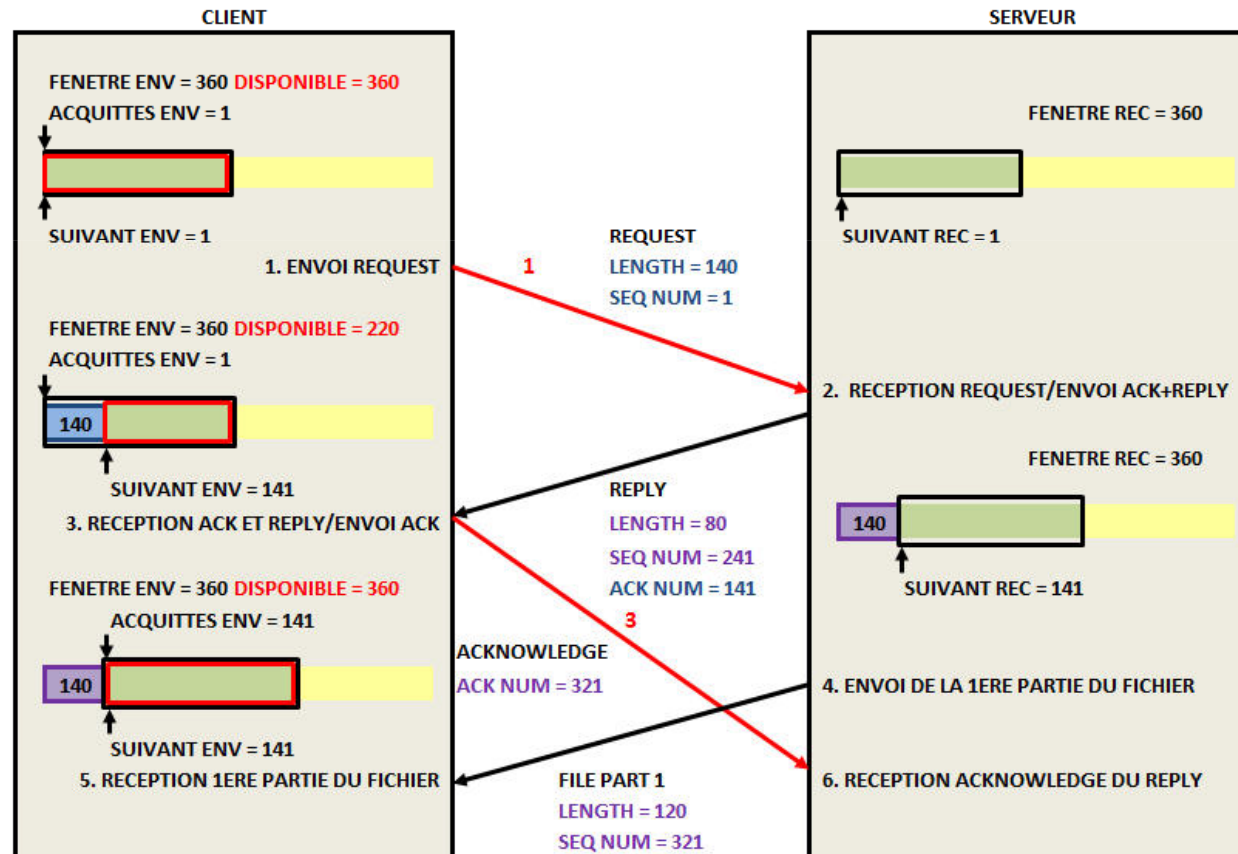 CLIENT
SERVEUR
FENETRE ENV = 360 DISPONIBLE = 360
ACQUITTES ENV = 1
FENETRE REC = 360
SUIVANT ENV = 1
SUIVANT REC = 1
1. ENVOI REQUEST
1
REQUEST
LENGTH = 140
SEQ NUM = 1
FENETRE ENV = 360 DISPONIBLE = 220
ACQUITTES ENV = 1
2. RECEPTION REQUEST/ENVOI ACK+REPLY
140
FENETRE REC = 360
SUIVANT ENV = 141
3. RECEPTION ACK ET REPLY/ENVOI ACK
REPLY
LENGTH = 80
SEQ NUM = 241
ACK NUM = 141
140
SUIVANT REC = 141
FENETRE ENV = 360 DISPONIBLE = 360
ACQUITTES ENV = 141
3
140
ACKNOWLEDGE
ACK NUM = 321
4. ENVOI DE LA 1ERE PARTIE DU FICHIER
SUIVANT ENV = 141
5. RECEPTION 1ERE PARTIE DU FICHIER
FILE PART 1
LENGTH = 120
SEQ NUM = 321
6. RECEPTION ACKNOWLEDGE DU REPLY